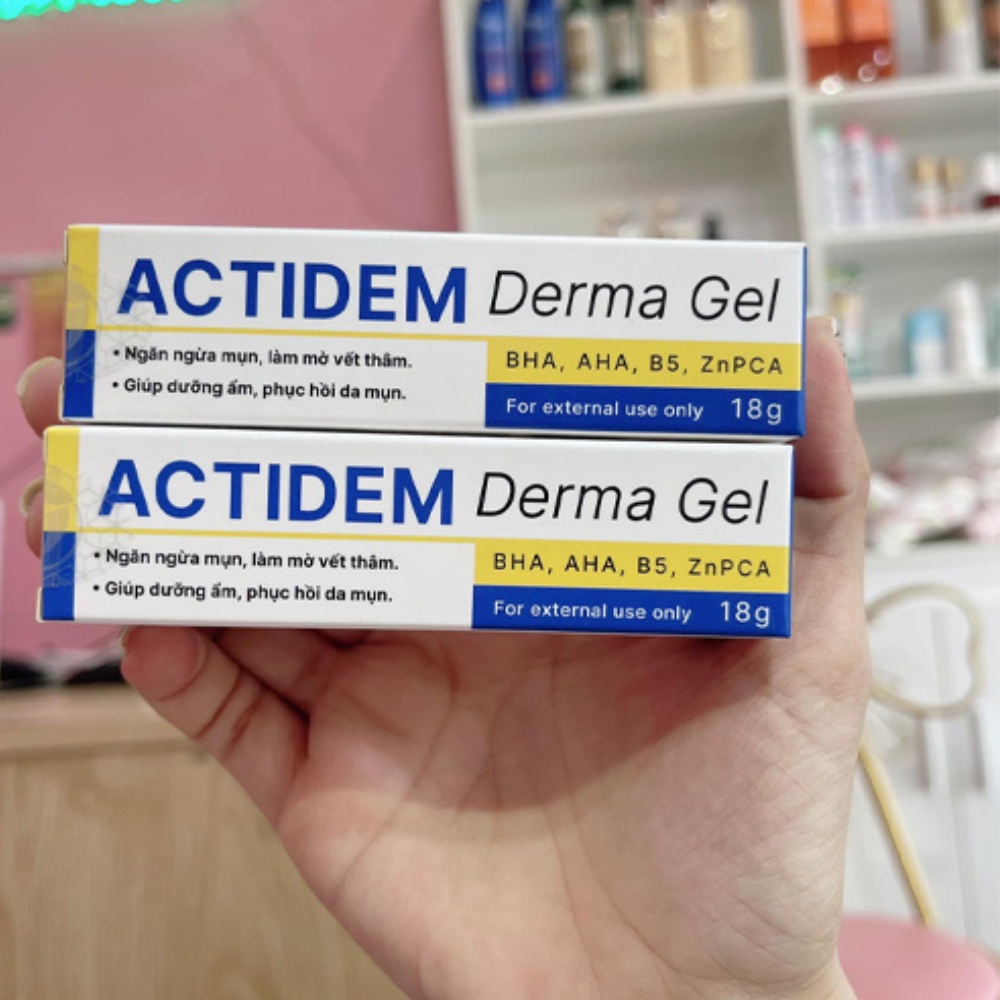 ACTIDEM Derma Gel
• Ngăn ngừa mụn, làm mờ vết thâm.
• Giúp dưỡng ẩm, phục hồi da mụn.
BHA, AHA, B5, ZnPCA
For external use only 18g
ACTIDEM Derma Gel
• Ngăn ngừa mụn, làm mờ vết thâm.
• Giúp dưỡng ẩm, phục hồi da mụn.
BHA, AHA, B5, ZnPCA
For external use only 18g